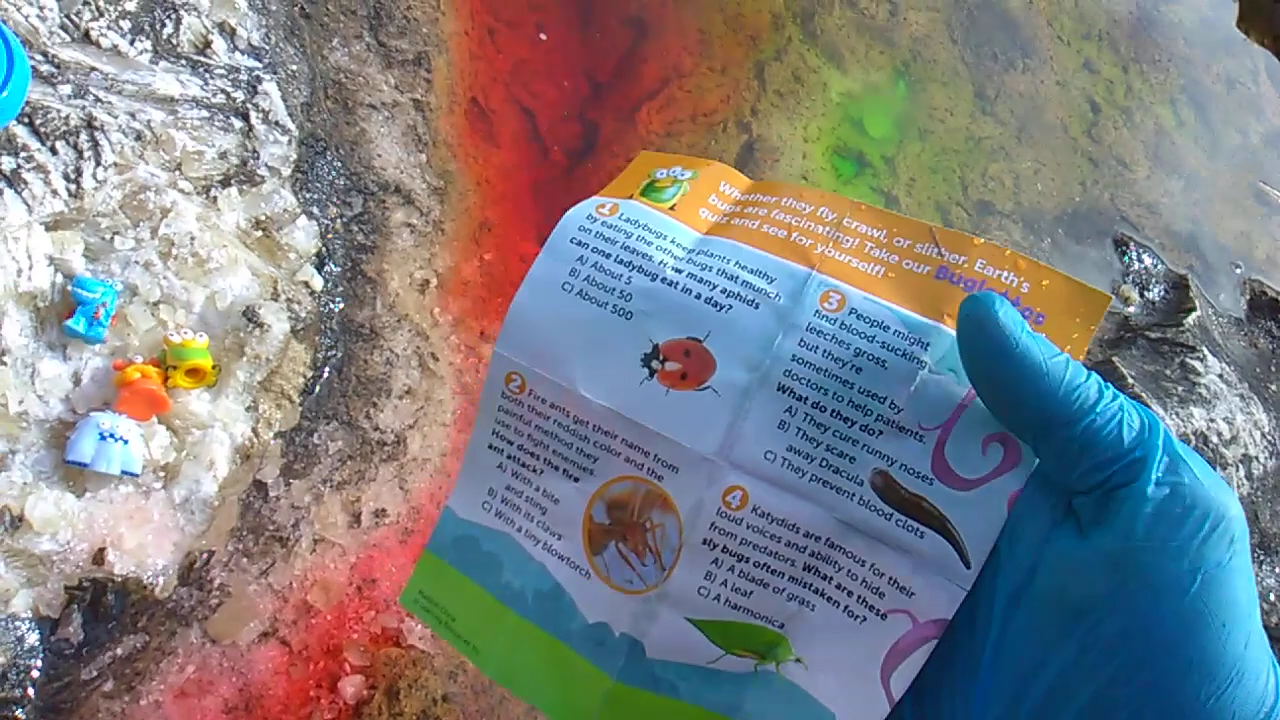 Whether they fly, crawl, or slither, Earth's
bugs are fascinating! Take our
quiz and see for yourself!
1 Ladybugs keep plants healthy
by eating the other bugs that munch
on their leaves. How many aphids
can one ladybug eat in a day?
A) About 5
B) About 50
C) About 500
2 Fire ants get their name from
both their reddish color and the
painful method they
use to fight enemies.
How does the fire
ant attack?
A) With a bite
and sting
B) With its claws
C) With a tiny blowtorch
3 People might
find blood-sucking
leeches gross,
but they're
sometimes used by
doctors to help patients.
What do they do?
A) They cure runny noses
B) They scare
away Dracula
C) They prevent blood clots
4 Katydids are famous for their
loud voices and ability to hide
from predators. What are these
sly bugs often mistaken for?
A) A blade of grass
B) A leaf
C) A harmonica